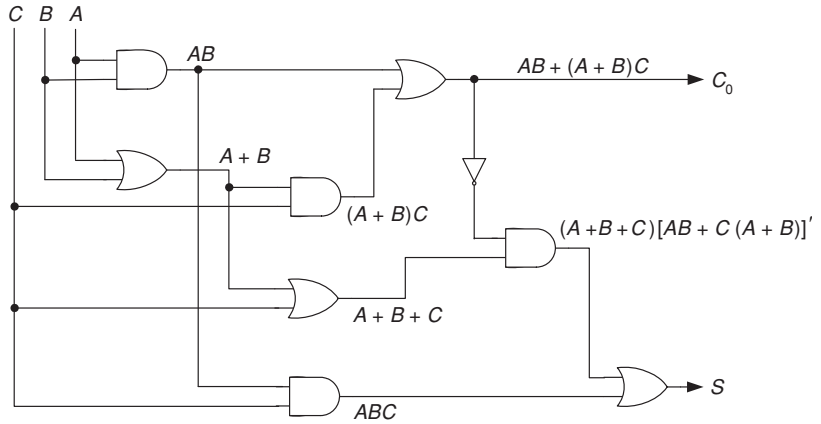 C B A
AB
AB + (A + B)C
C₀
A + B
(A + B)C
(A +B + C) [AB + C (A + B)]′
A + B + C
S
ABC